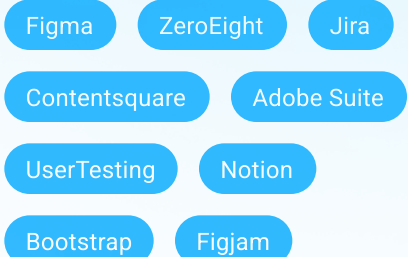 Figma ZeroEight Jira
Contentsquare Adobe Suite
UserTesting Notion
Bootstrap Figjam